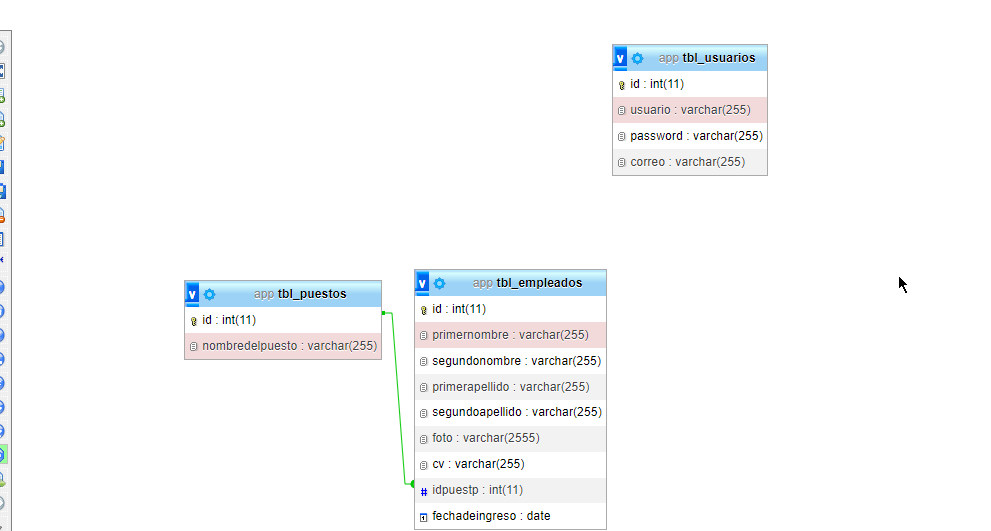 app tbl_usuarios
id : int(11)
usuario : varchar(255)
password : varchar(255)
correo : varchar(255)
app tbl_puestos
id : int(11)
nombredelpuesto : varchar(255)
app tbl_empleados
id : int(11)
primernombre : varchar(255)
segundonombre : varchar(255)
primerapellido : varchar(255)
segundoapellido : varchar(255)
foto : varchar(2555)
cv : varchar(255)
idpuestp : int(11)
fechadeingreso : date